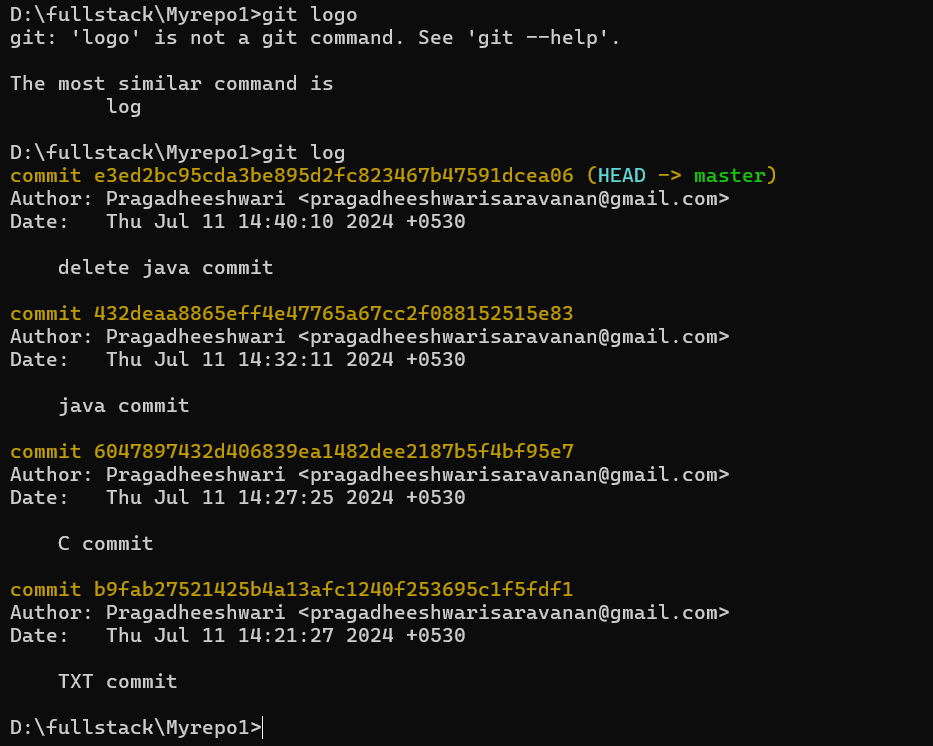 D:\fullstack\Myrepo1>git logo
git: 'logo' is not a git command. See 'git --help'.
The most similar command is
log
D:\fullstack\Myrepo1>git log
commit e3ed2bc95cda3be895d2fc823467b47591dcea06 (HEAD -> master)
Author: Pragadheeshwari <pragadheeshwarisaravanan@gmail.com>
Date:   Thu Jul 11 14:40:10 2024 +0530
delete java commit
commit 432deaa8865eff4e47765a67cc2f088152515e83
Author: Pragadheeshwari <pragadheeshwarisaravanan@gmail.com>
Date:   Thu Jul 11 14:32:11 2024 +0530
java commit
commit 6047897432d406839ea1482dee2187b5f4bf95e7
Author: Pragadheeshwari <pragadheeshwarisaravanan@gmail.com>
Date:   Thu Jul 11 14:27:25 2024 +0530
C commit
commit b9fab27521425b4a13afc1240f253695c1f5fdf1
Author: Pragadheeshwari <pragadheeshwarisaravanan@gmail.com>
Date:   Thu Jul 11 14:21:27 2024 +0530
TXT commit
D:\fullstack\Myrepo1>